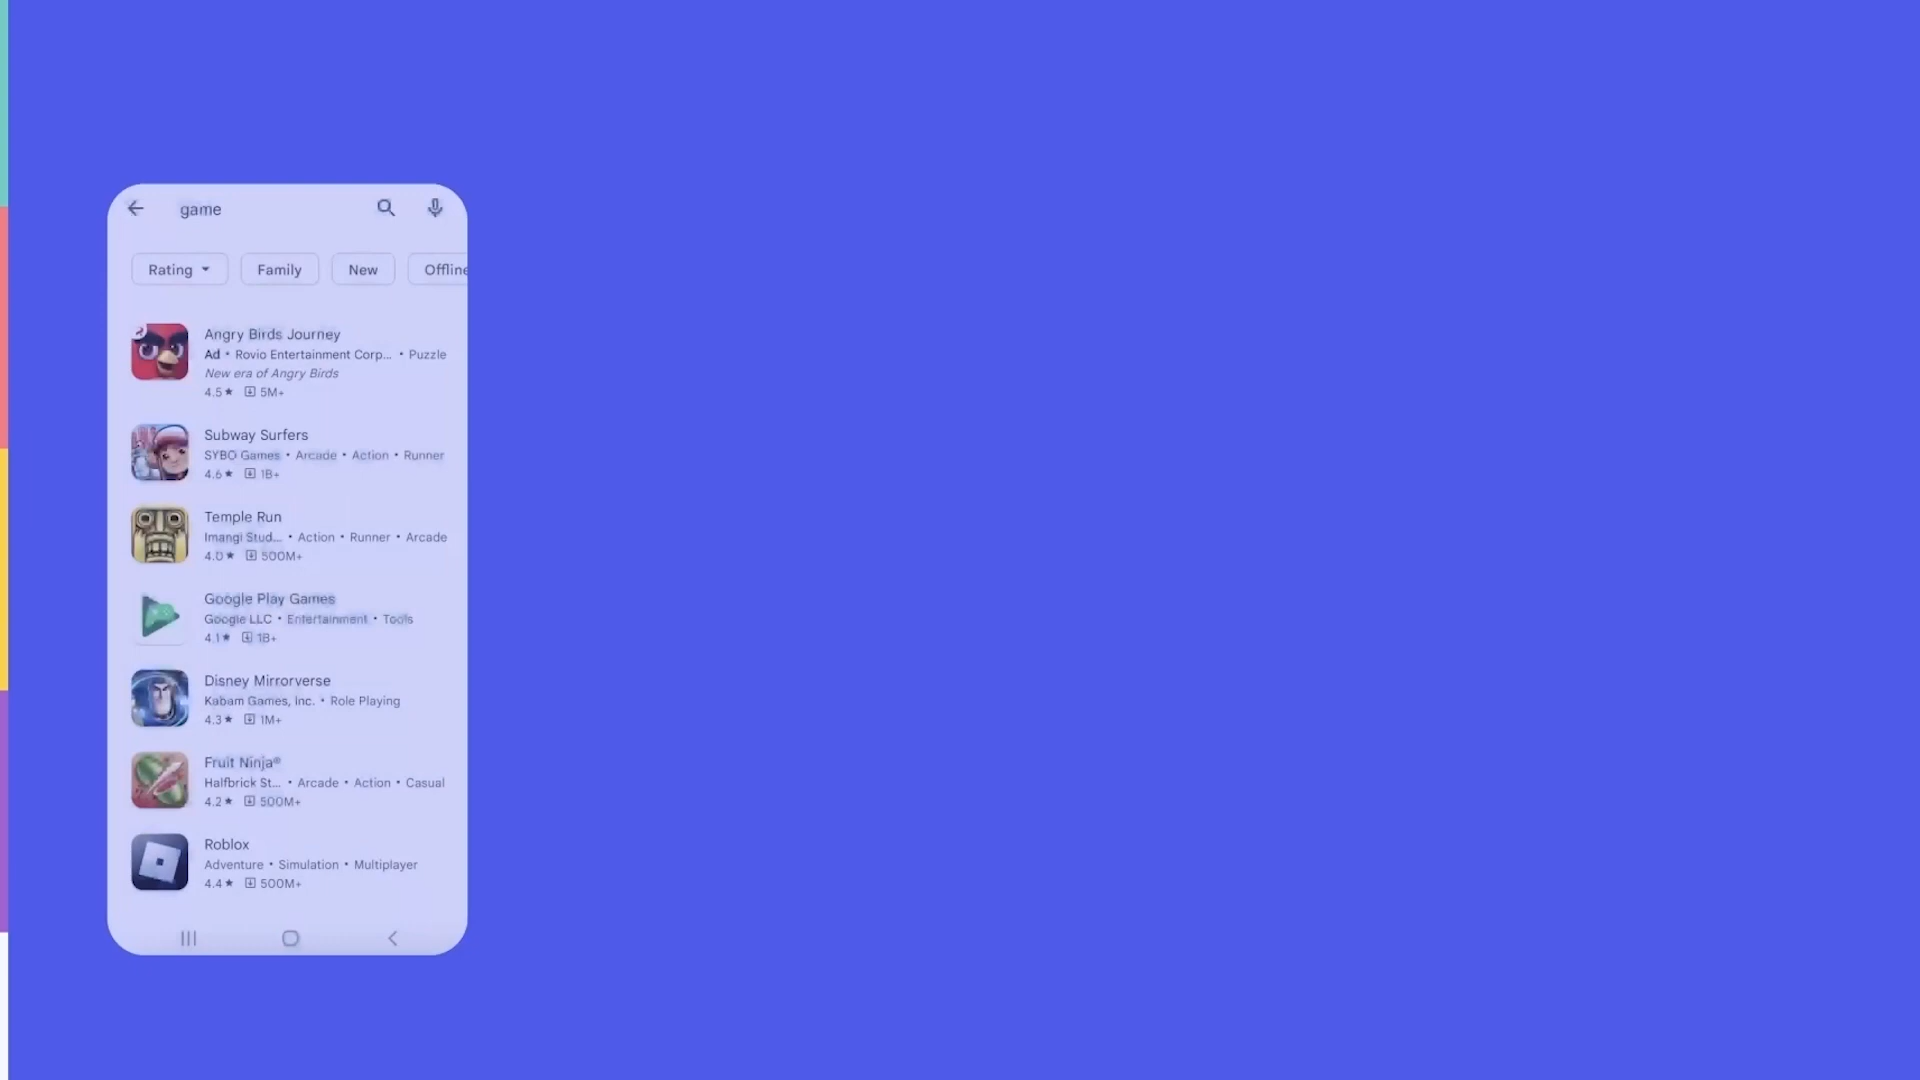 game
Rating Family New Offline
Angry Birds Journey
Ad • Rovio Entertainment Corp... • Puzzle
New era of Angry Birds
4.5★ 5M+
Subway Surfers
SYBO Games • Arcade • Action • Runner
4.6★ 1B+
Temple Run
Imangi Stud... • Action • Runner • Arcade
4.0★ 500M+
Google Play Games
Google LLC • Entertainment • Tools
4.1★ 1B+
Disney Mirrorverse
Kabam Games, Inc. • Role Playing
4.3★ 1M+
Fruit Ninja®
Halfbrick St... • Arcade • Action • Casual
4.2★ 500M+
Roblox
Adventure • Simulation • Multiplayer
4.4★ 500M+